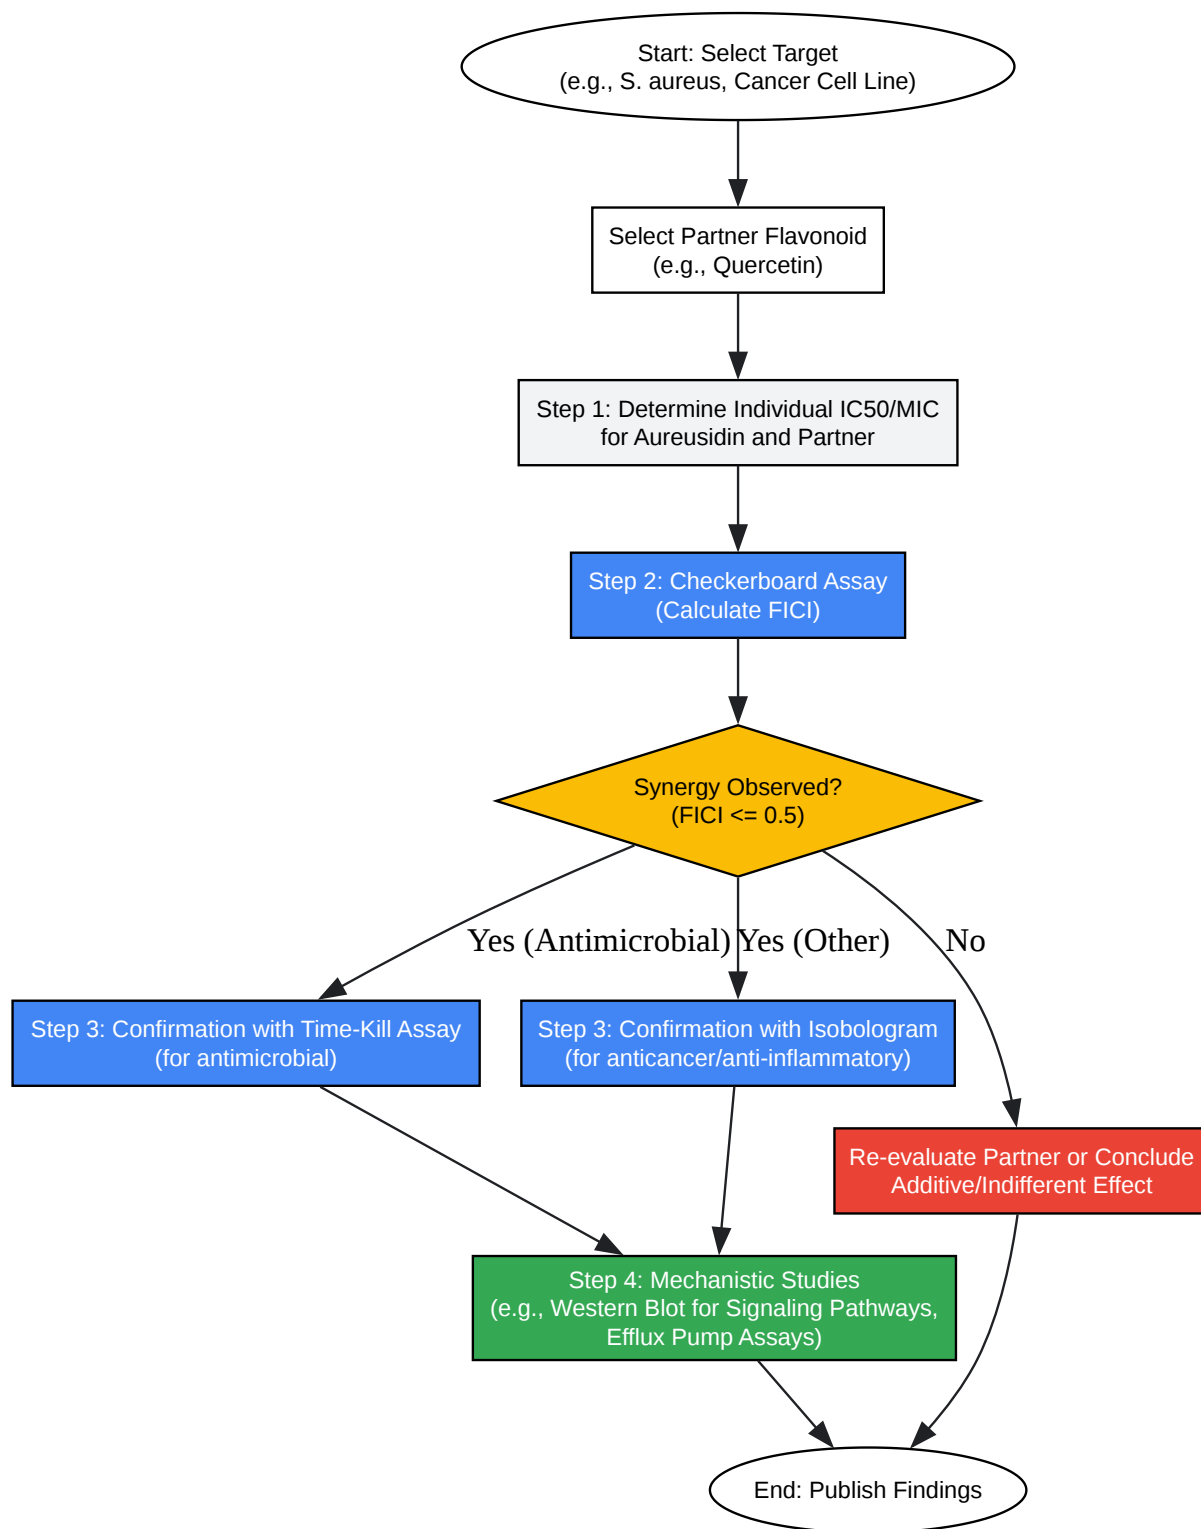 Start: Select Target
(e.g., S. aureus, Cancer Cell Line)
Select Partner Flavonoid
(e.g., Quercetin)
Step 1: Determine Individual IC50/MIC
for Aureusidin and Partner
Step 2: Checkerboard Assay
(Calculate FICI)
Synergy Observed?
(FICI <= 0.5)
Yes (Antimicrobial)
Yes (Other)
No
Step 3: Confirmation with Time-Kill Assay
(for antimicrobial)
Step 3: Confirmation with Isobologram
(for anticancer/anti-inflammatory)
Re-evaluate Partner or Conclude
Additive/Indifferent Effect
Step 4: Mechanistic Studies
(e.g., Western Blot for Signaling Pathways,
Efflux Pump Assays)
End: Publish Findings